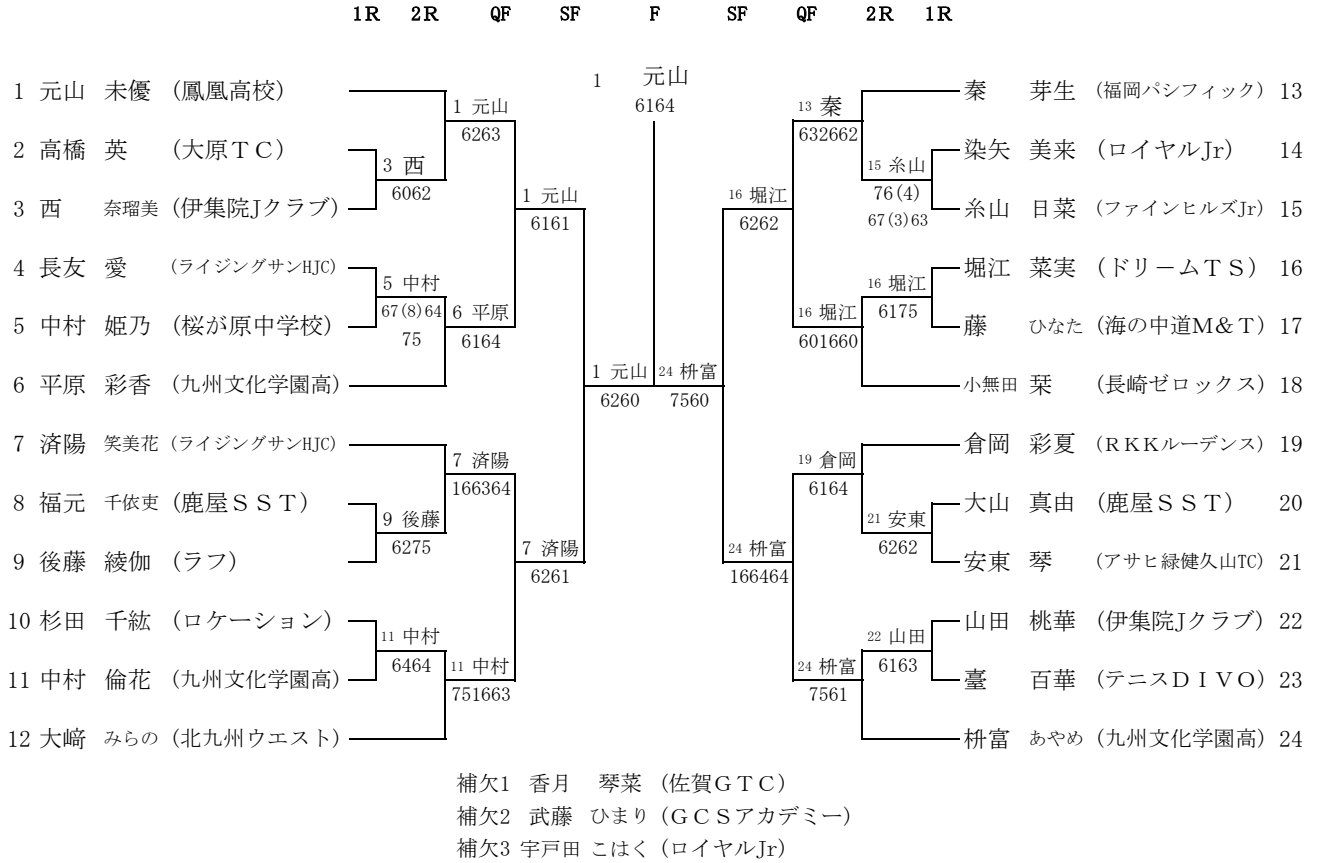 1R 2R QF SF F SF QF 2R 1R
1 元山
6164
1 元山 未優 (鳳凰高校)
秦 芽生 (福岡パシフィック) 13
1 元山
6263
13 秦
632662
2 高橋 英 (大原TC)
染矢 美来 (ロイヤルJr) 14
3 西
6062
15 糸山
76(4)
67(3)63
3 西 奈瑠美 (伊集院Jクラブ)
糸山 日菜 (ファインヒルズJr) 15
1 元山
6161
16 堀江
6262
4 長友 愛 (ライジングサンHJC)
堀江 菜実 (ドリームTS) 16
5 中村
67(8)64
75
16 堀江
6175
5 中村 姫乃 (桜が原中学校)
藤 ひなた (海の中道M&T) 17
6 平原
6164
16 堀江
601660
6 平原 彩香 (九州文化学園高)
小無田 栞 (長崎ゼロックス) 18
1 元山
6260
24 枡富
7560
7 済陽 笑美花 (ライジングサンHJC)
倉岡 彩夏 (RKKルーデンス) 19
7 済陽
166364
19 倉岡
6164
8 福元 千依吏 (鹿屋SST)
大山 真由 (鹿屋SST) 20
9 後藤
6275
21 安東
6262
9 後藤 綾伽 (ラフ)
安東 琴 (アサヒ緑健久山TC) 21
7 済陽
6261
24 枡富
166464
10 杉田 千紘 (ロケーション)
山田 桃華 (伊集院Jクラブ) 22
11 中村
6464
22 山田
6163
11 中村 倫花 (九州文化学園高)
臺 百華 (テニスDIVO) 23
11 中村
751663
24 枡富
7561
12 大﨑 みらの (北九州ウエスト)
枡富 あやめ (九州文化学園高) 24
補欠1 香月 琴菜 (佐賀GTC)
補欠2 武藤 ひまり (GCSアカデミー)
補欠3 宇戸田 こはく (ロイヤルJr)